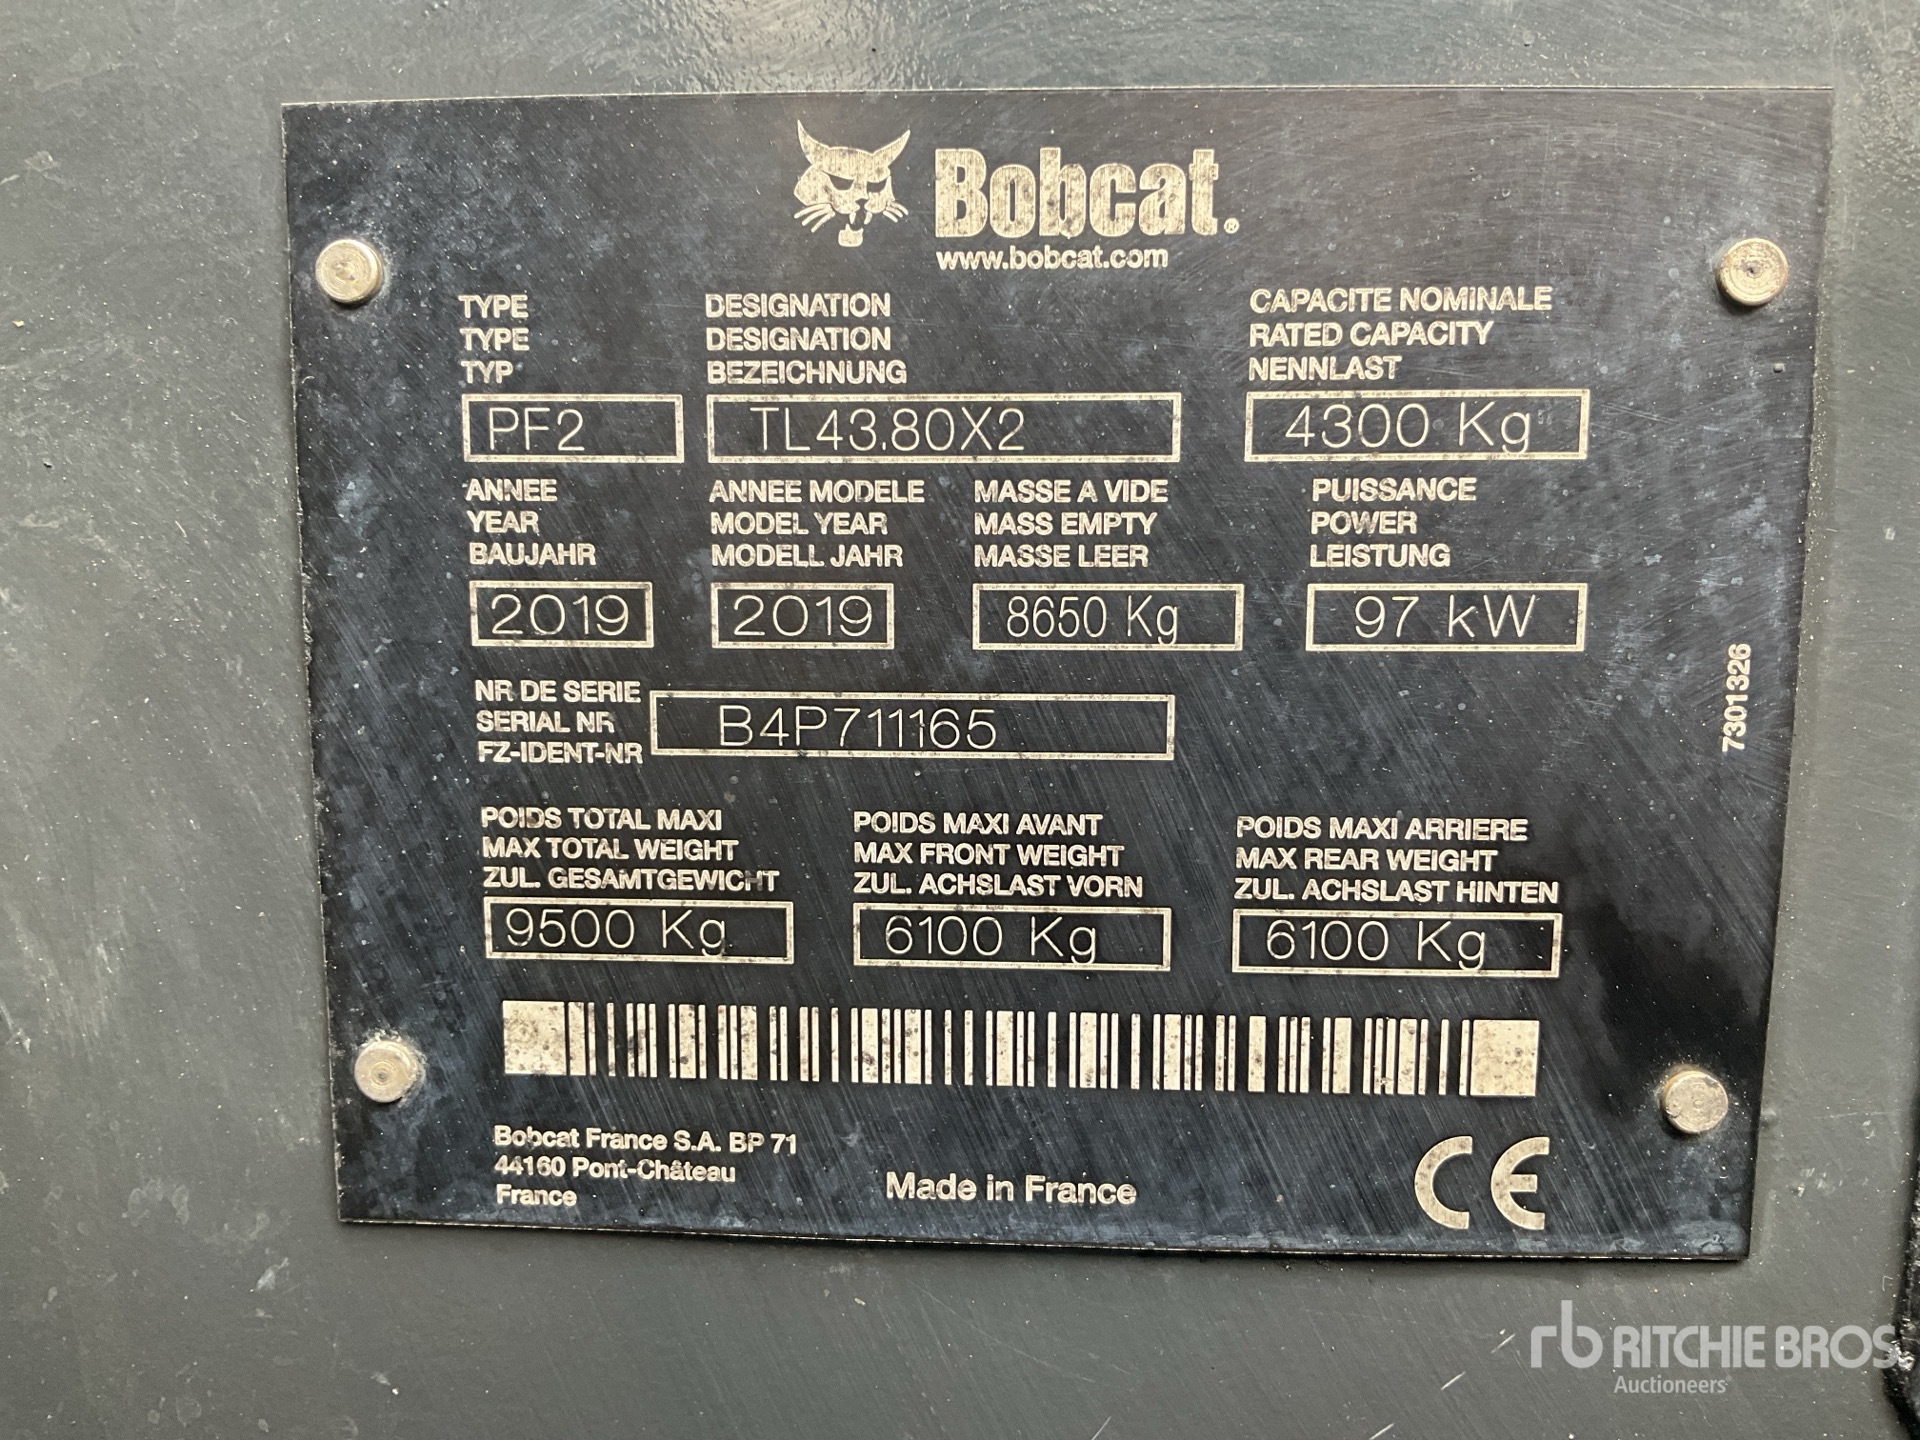 Bobcat®
www.bobcat.com
TYPE
TYPE
TYP
PF2
DESIGNATION
DESIGNATION
BEZEICHNUNG
TL43.80X2
CAPACITE NOMINALE
RATED CAPACITY
NENNLAST
4300 Kg
ANNEE
YEAR
BAUJAHR
2019
ANNEE MODELE
MODEL YEAR
MODELL JAHR
2019
MASSE A VIDE
MASS EMPTY
MASSE LEER
8650 Kg
PUISSANCE
POWER
LEISTUNG
97 kW
NR DE SERIE
SERIAL NR
FZ-IDENT-NR
B4P711165
7301326
POIDS TOTAL MAXI
MAX TOTAL WEIGHT
ZUL. GESAMTGEWICHT
9500 Kg
POIDS MAXI AVANT
MAX FRONT WEIGHT
ZUL. ACHSLAST VORN
6100 Kg
POIDS MAXI ARRIERE
MAX REAR WEIGHT
ZUL. ACHSLAST HINTEN
6100 Kg
Bobcat France S.A. BP 71
44160 Pont-Château
France
Made in France
CE
rb RITCHIE BROS
Auctioneers